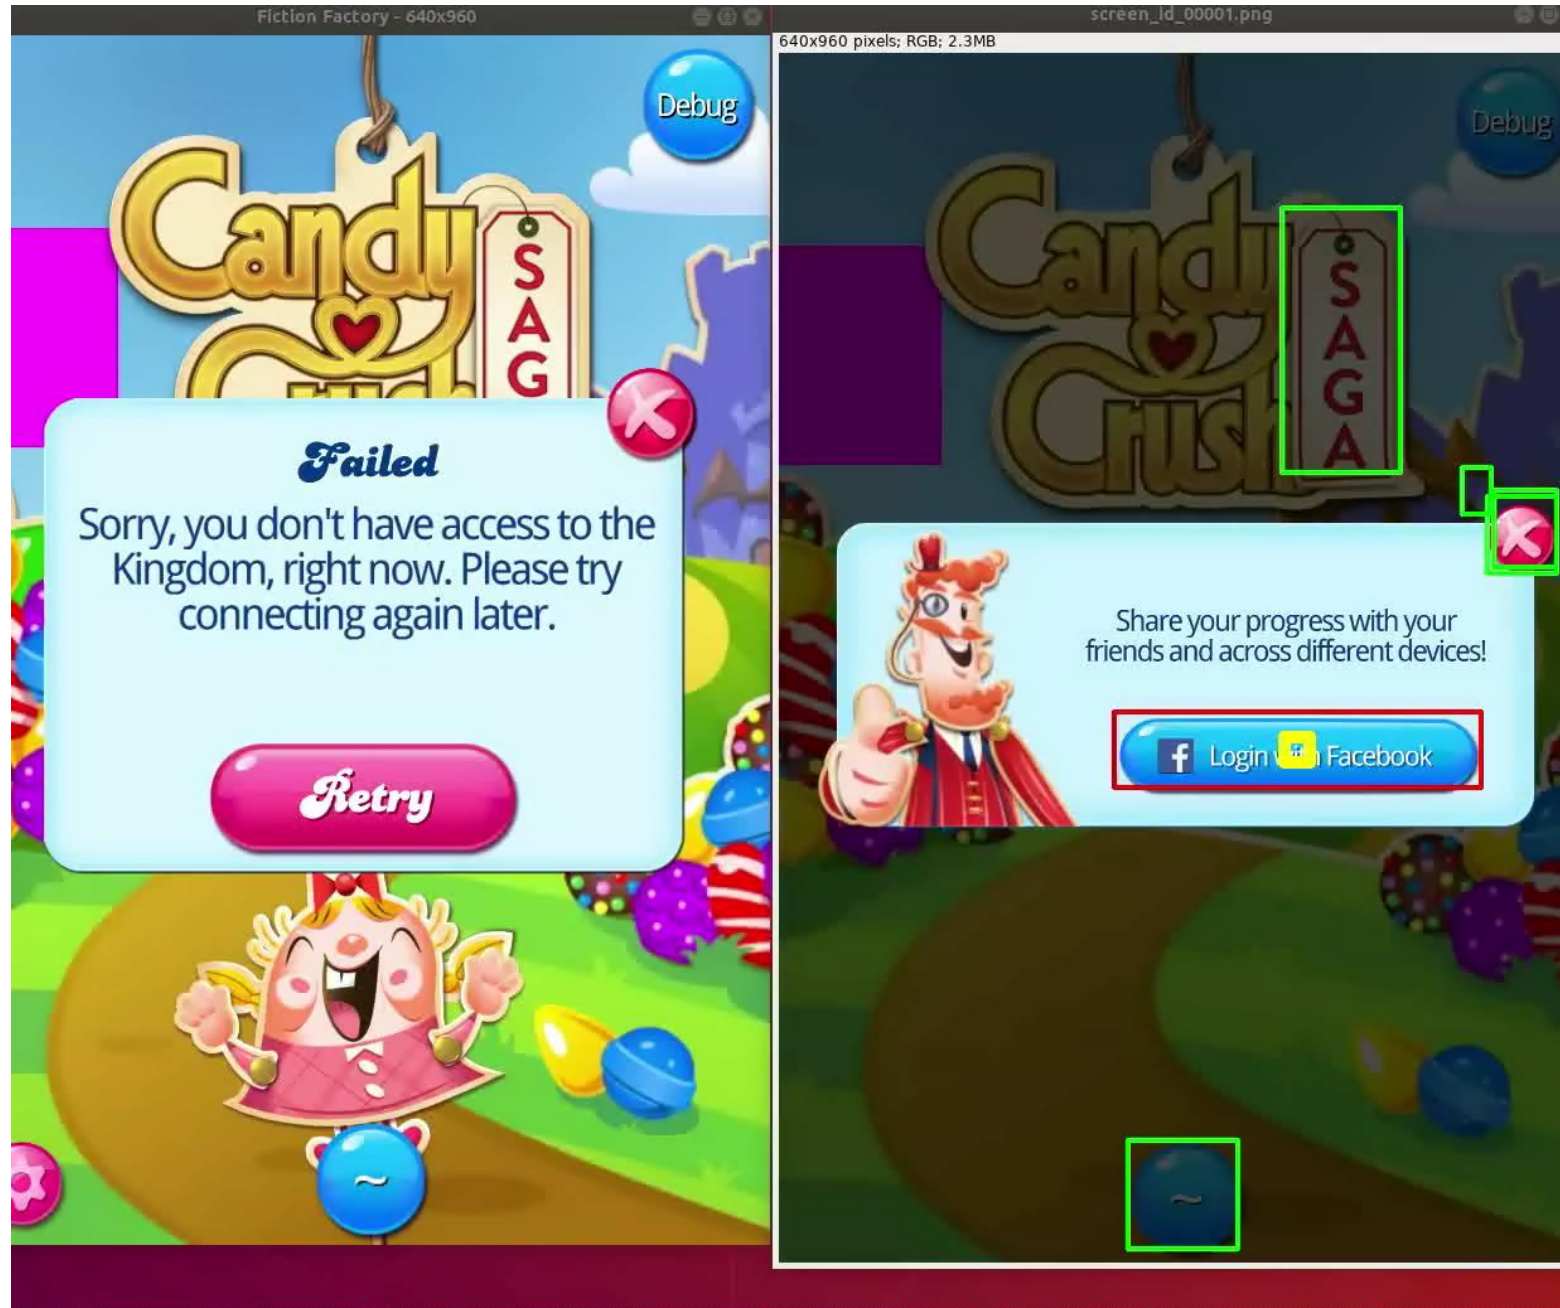 Fiction Factory - 640x960
Debug
Candy
Crush
SAG
Failed
Sorry, you don't have access to the
Kingdom, right now. Please try
connecting again later.
Retry
~
screen_id_00001.png
640x960 pixels; RGB; 2.3MB
Debug
Candy
Crush
SAGA
Share your progress with your
friends and across different devices!
f Login with Facebook
~